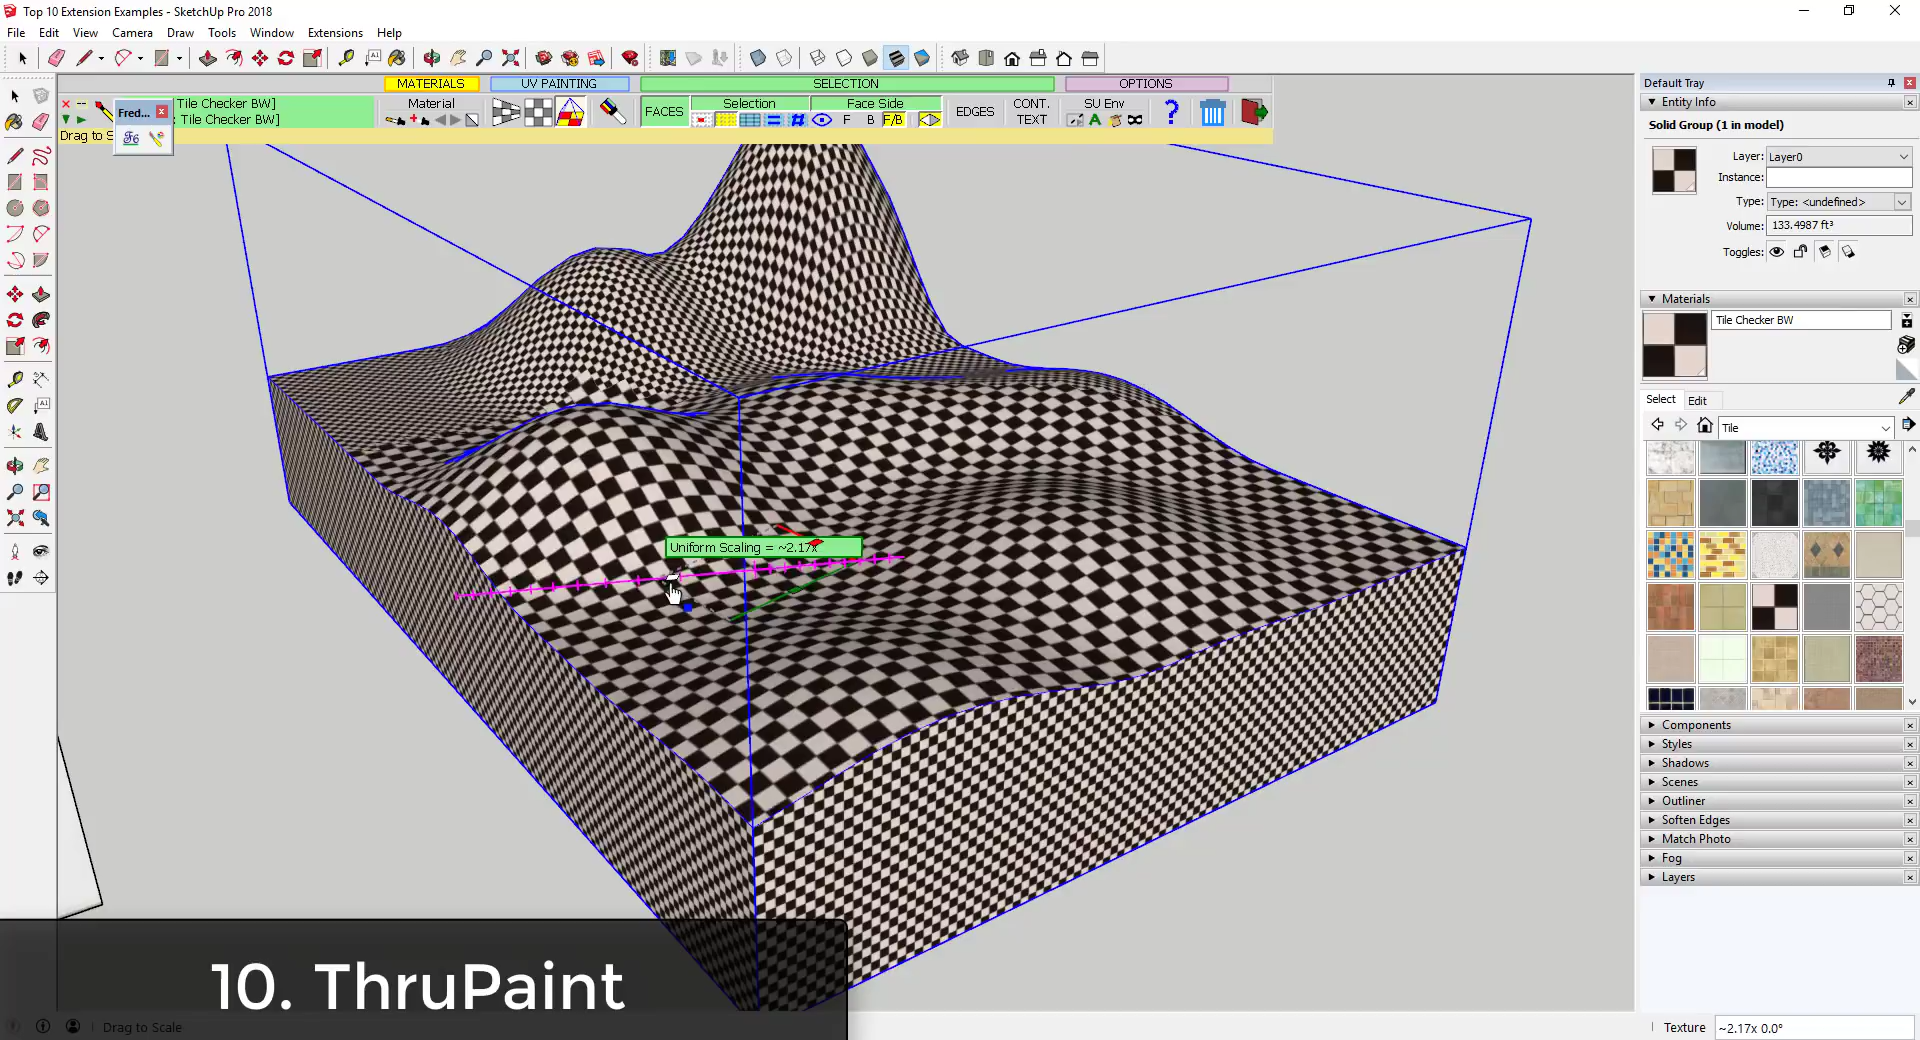 Top 10 Extension Examples - SketchUp Pro 2018
File Edit View Camera Draw Tools Window Extensions Help
MATERIALS UV PAINTING SELECTION OPTIONS
Default Tray
Fred...
Tile Checker BW]
: Tile Checker BW]
Drag to S
Material
FACES
Selection
Face Side
F B F/B
EDGES
CONT.
TEXT
SU Env
A
?
Entity Info
Solid Group (1 in model)
Layer: Layer0
Instance:
Type: Type: <undefined>
Volume: 133.4987 ft³
Toggles:
Materials
Tile Checker BW
Select Edit
Tile
Uniform Scaling = ~2.17x
Components
Styles
Shadows
Scenes
Outliner
Soften Edges
Match Photo
Fog
Layers
10. ThruPaint
Drag to Scale
Texture ~2.17x 0.0°